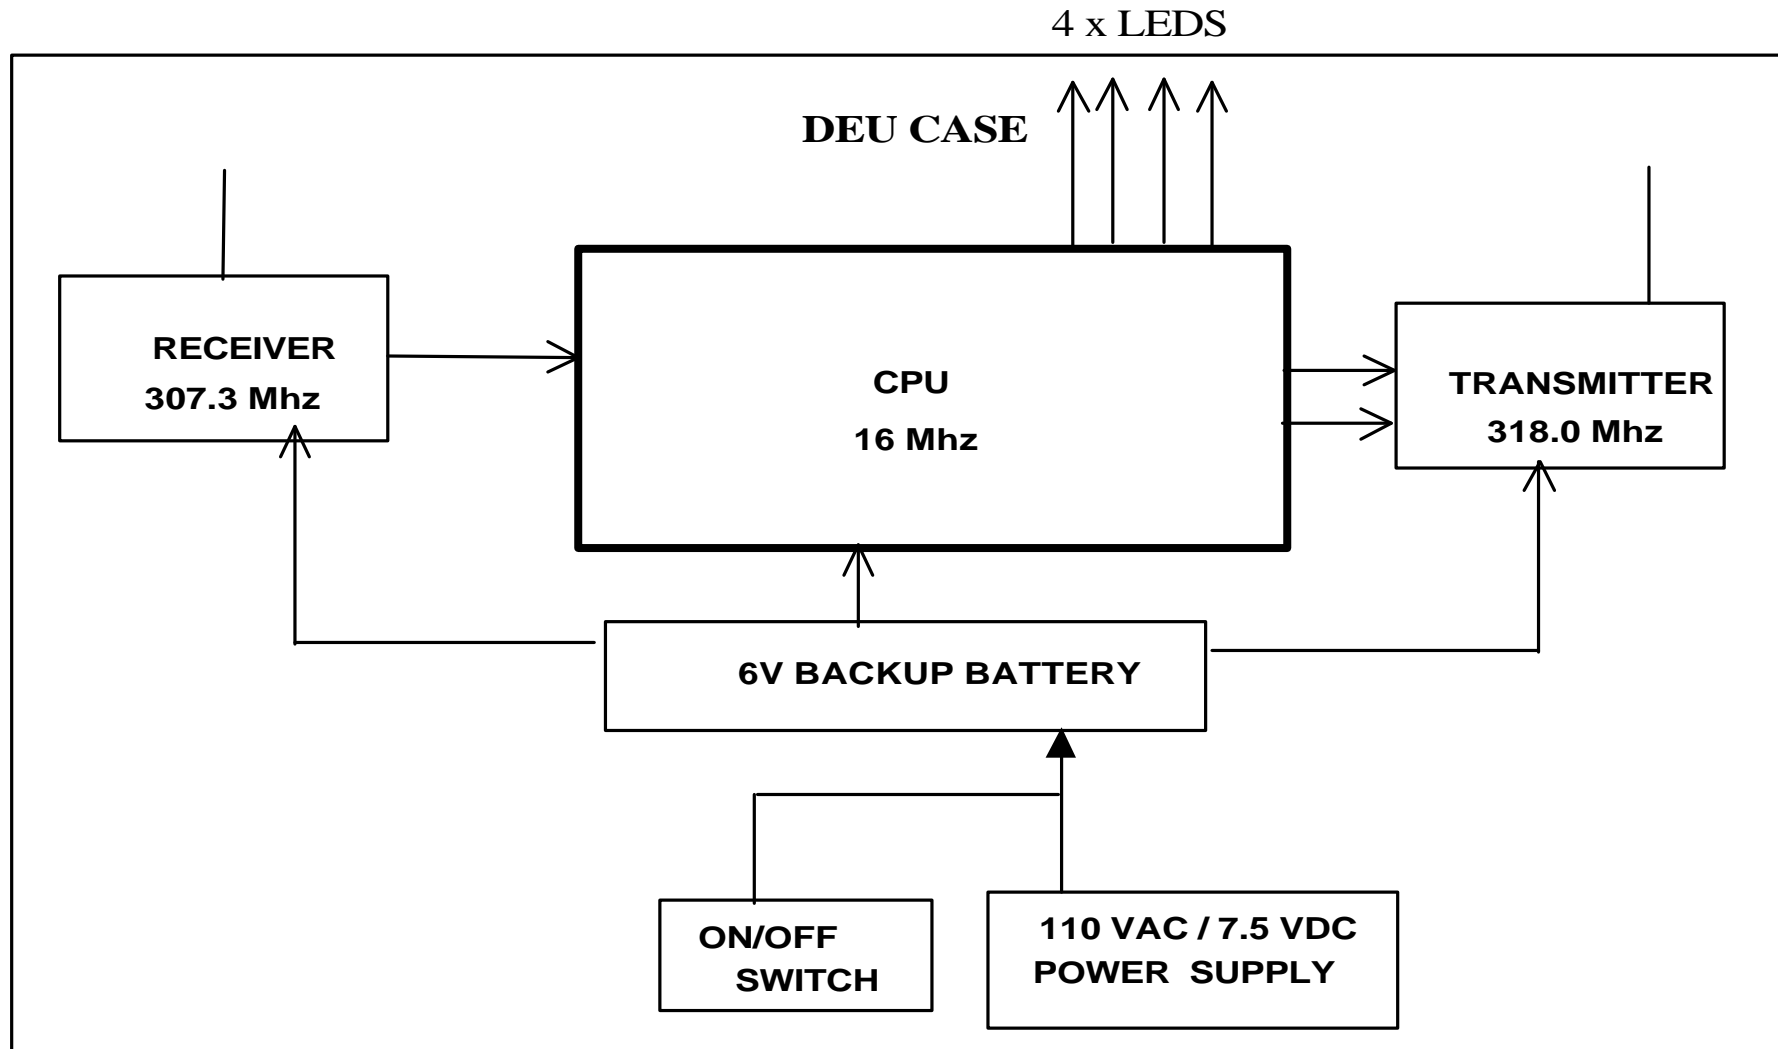 4 x LEDS
DEU CASE
RECEIVER
307.3 Mhz
CPU
16 Mhz
TRANSMITTER
318.0 Mhz
6V BACKUP BATTERY
ON/OFF
SWITCH
110 VAC / 7.5 VDC
POWER SUPPLY